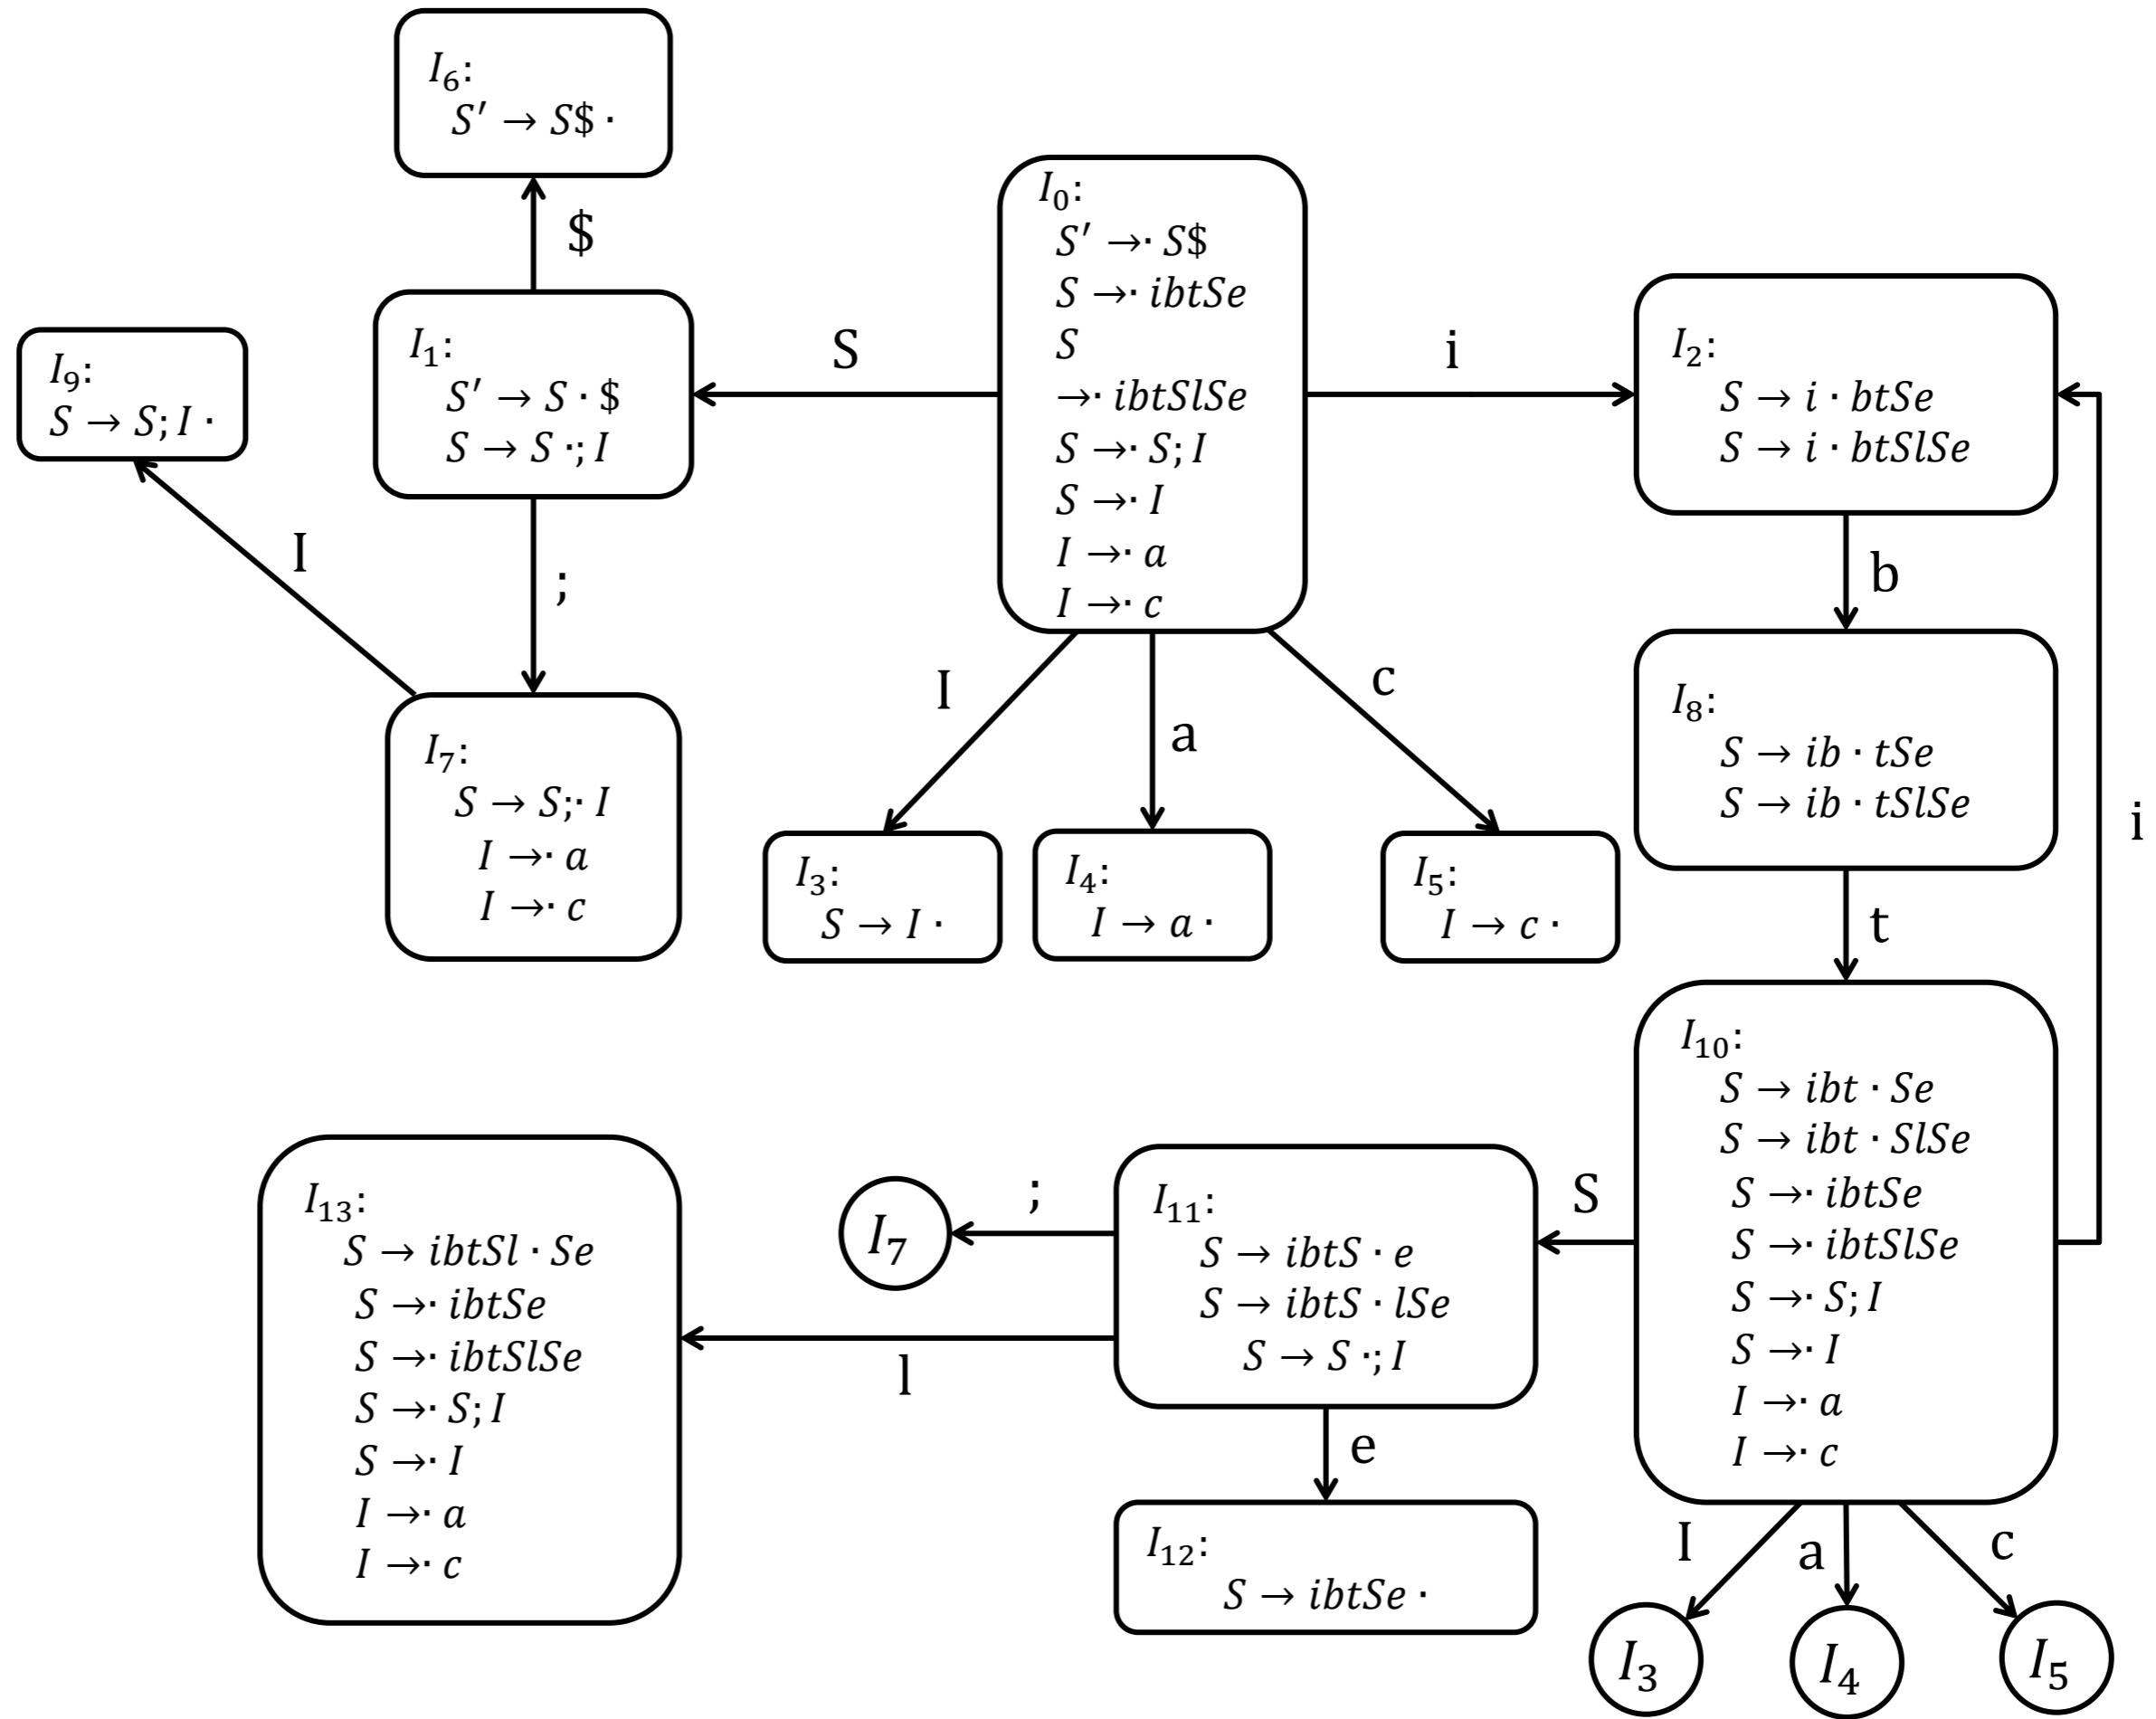 I₆:
S′ → S$ ·
$
I₁:
S′ → S · $
S → S ·; I
S
I₉:
S → S; I ·
I
;
I₇:
S → S;· I
I →· a
I →· c
I₀:
S′ →· S$
S →· ibtSe
S
→· ibtSlSe
S →· S; I
S →· I
I →· a
I →· c
i
I₂:
S → i · btSe
S → i · btSlSe
b
I₈:
S → ib · tSe
S → ib · tSlSe
i
t
I
a
c
I₃:
S → I ·
I₄:
I → a ·
I₅:
I → c ·
I₁₀:
S → ibt · Se
S → ibt · SlSe
S →· ibtSe
S →· ibtSlSe
S →· S; I
S →· I
I →· a
I →· c
S
I₁₁:
S → ibtS · e
S → ibtS · lSe
S → S ·; I
;
I₇
l
I₁₃:
S → ibtSl · Se
S →· ibtSe
S →· ibtSlSe
S →· S; I
S →· I
I →· a
I →· c
e
I₁₂:
S → ibtSe ·
I
a
c
I₃
I₄
I₅